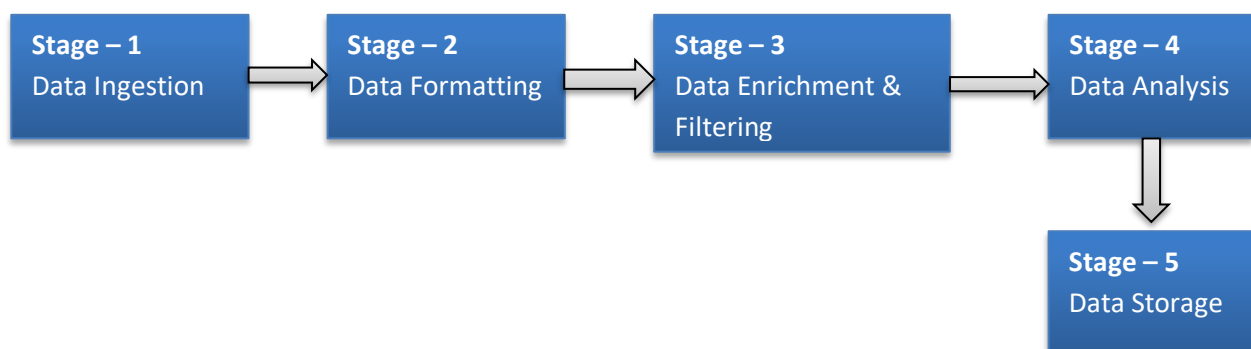 Stage – 1
Data Ingestion
Stage – 2
Data Formatting
Stage – 3
Data Enrichment &
Filtering
Stage – 4
Data Analysis
Stage – 5
Data Storage